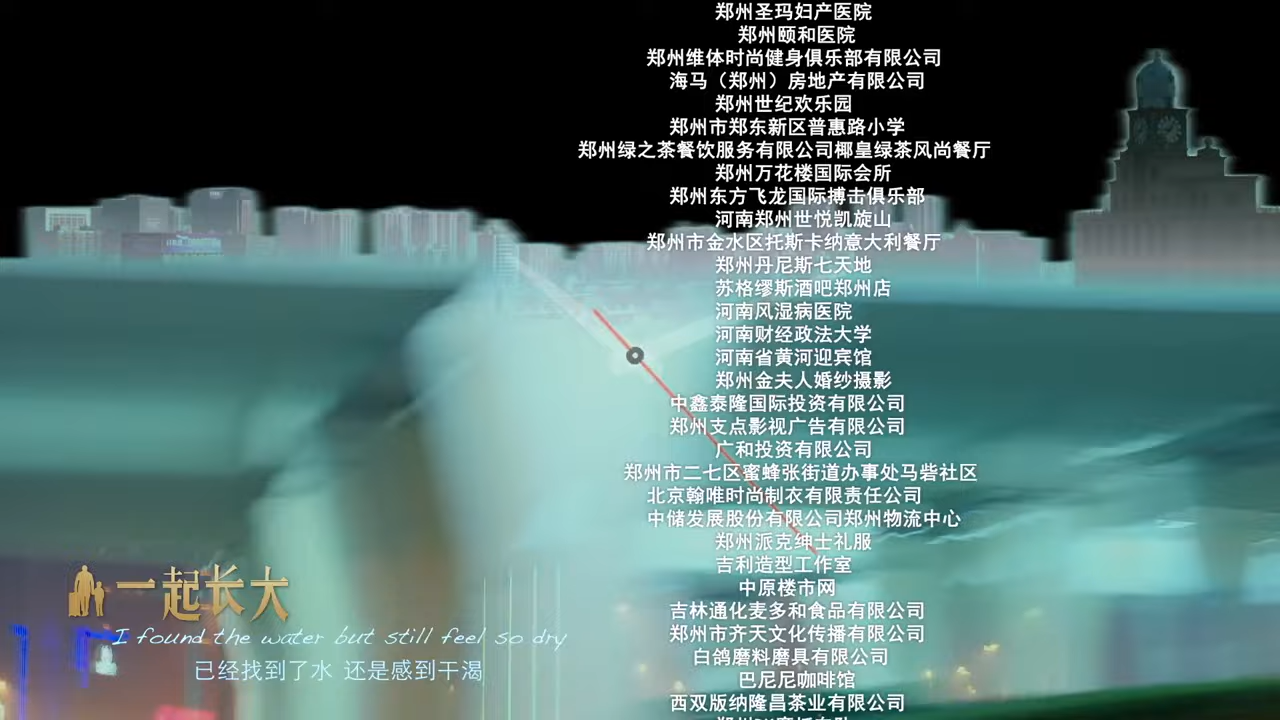 郑州圣玛妇产医院
郑州颐和医院
郑州维体时尚健身俱乐部有限公司
海马（郑州）房地产有限公司
郑州世纪欢乐园
郑州市郑东新区普惠路小学
郑州绿之茶餐饮服务有限公司椰皇绿茶风尚餐厅
郑州万花楼国际会所
郑州东方飞龙国际搏击俱乐部
河南郑州世悦凯旋山
郑州市金水区托斯卡纳意大利餐厅
郑州丹尼斯七天地
苏格缪斯酒吧郑州店
河南风湿病医院
河南财经政法大学
河南省黄河迎宾馆
郑州金夫人婚纱摄影
中鑫泰隆国际投资有限公司
郑州支点影视广告有限公司
广和投资有限公司
郑州市二七区蜜蜂张街道办事处马砦社区
北京翰唯时尚制衣有限责任公司
中储发展股份有限公司郑州物流中心
郑州派克绅士礼服
吉利造型工作室
中原楼市网
吉林通化麦多和食品有限公司
郑州市齐天文化传播有限公司
白鸽磨料磨具有限公司
巴尼尼咖啡馆
西双版纳隆昌茶业有限公司
一起长大
I found the water but still feel so dry
已经找到了水 还是感到干渴